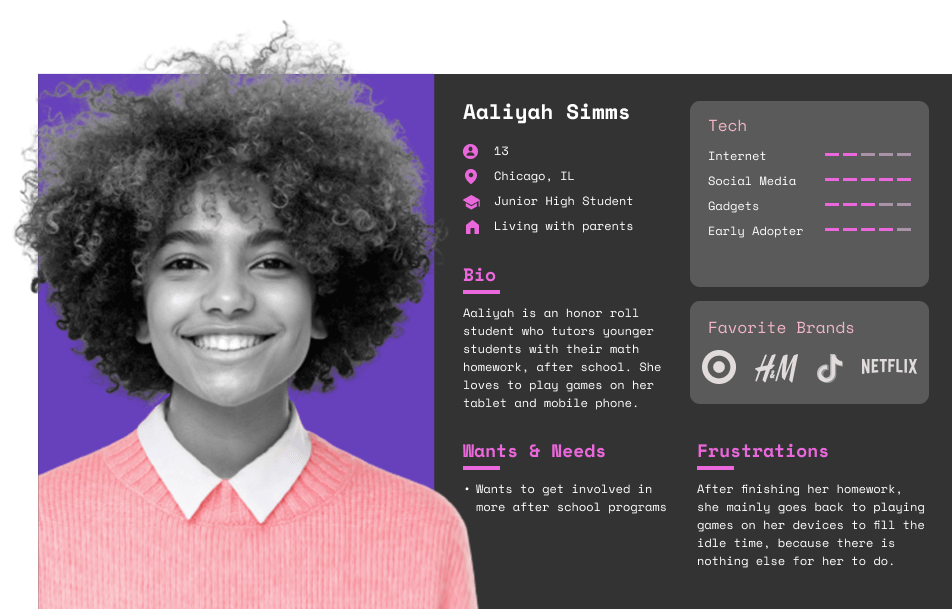 Aaliyah Simms
13
Chicago, IL
Junior High Student
Living with parents
Bio
Aaliyah is an honor roll
student who tutors younger
students with their math
homework, after school. She
loves to play games on her
tablet and mobile phone.
Wants & Needs
• Wants to get involved in
more after school programs
Tech
Internet
Social Media
Gadgets
Early Adopter
Favorite Brands
H&M
NETFLIX
Frustrations
After finishing her homework,
she mainly goes back to playing
games on her devices to fill the
idle time, because there is
nothing else for her to do.